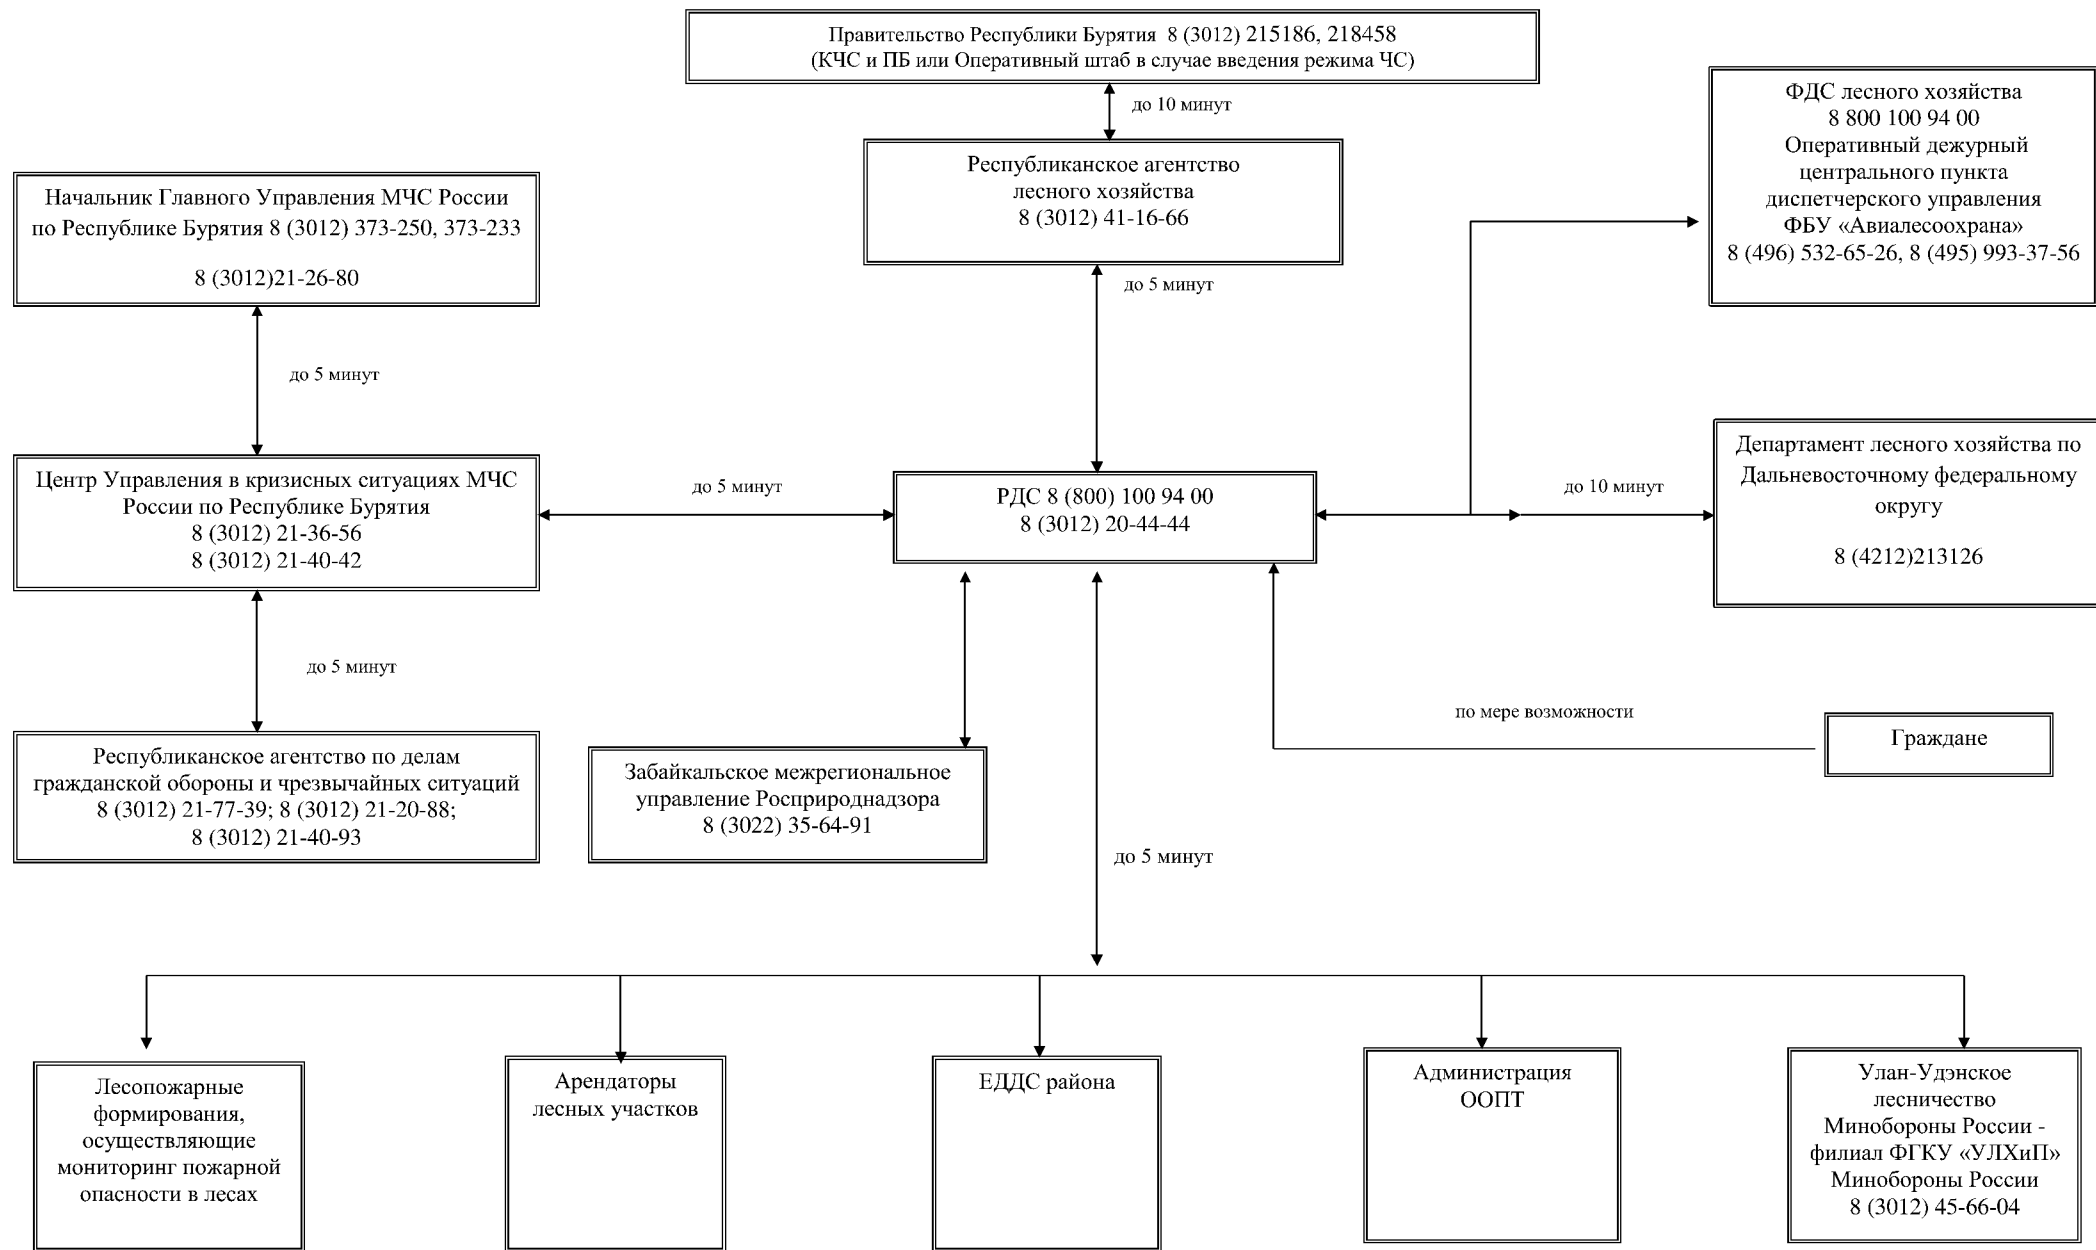 Правительство Республики Бурятия 8 (3012) 215186, 218458
(КЧС и ПБ или Оперативный штаб в случае введения режима ЧС)
до 10 минут
Республиканское агентство
лесного хозяйства
8 (3012) 41-16-66
ФДС лесного хозяйства
8 800 100 94 00
Оперативный дежурный
центрального пункта
диспетчерского управления
ФБУ «Авиалесоохрана»
8 (496) 532-65-26, 8 (495) 993-37-56
Начальник Главного Управления МЧС России
по Республике Бурятия 8 (3012) 373-250, 373-233
8 (3012)21-26-80
до 5 минут
до 5 минут
Центр Управления в кризисных ситуациях МЧС
России по Республике Бурятия
8 (3012) 21-36-56
8 (3012) 21-40-42
до 5 минут
РДС 8 (800) 100 94 00
8 (3012) 20-44-44
до 10 минут
Департамент лесного хозяйства по
Дальневосточному федеральному
округу
8 (4212)213126
до 5 минут
по мере возможности
Граждане
Республиканское агентство по делам
гражданской обороны и чрезвычайных ситуаций
8 (3012) 21-77-39; 8 (3012) 21-20-88;
8 (3012) 21-40-93
Забайкальское межрегиональное
управление Росприроднадзора
8 (3022) 35-64-91
до 5 минут
Лесопожарные
формирования,
осуществляющие
мониторинг пожарной
опасности в лесах
Арендаторы
лесных участков
ЕДДС района
Администрация
ООПТ
Улан-Удэнское
лесничество
Минобороны России -
филиал ФГКУ «УЛХиП»
Минобороны России
8 (3012) 45-66-04